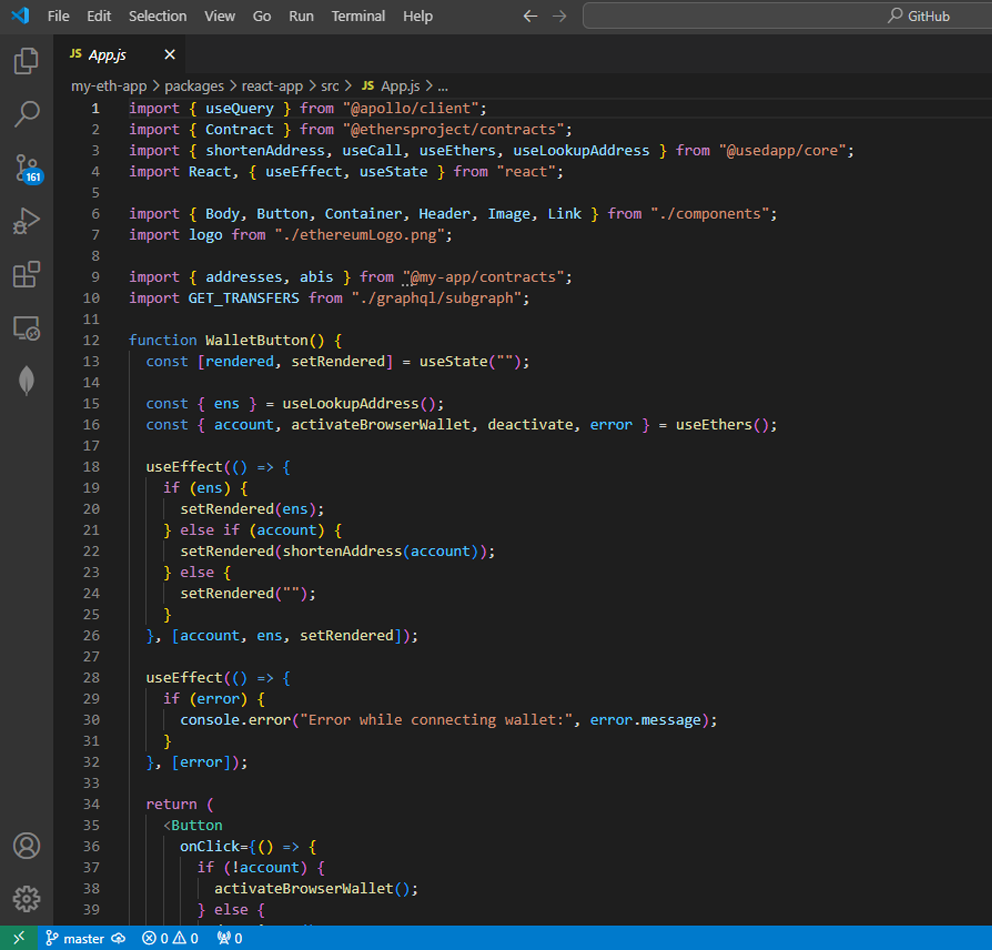 File Edit Selection View Go Run Terminal Help GitHub
JS App.js
my-eth-app > packages > react-app > src > JS App.js > ...
1 import { useQuery } from "@apollo/client";
2 import { Contract } from "@ethersproject/contracts";
3 import { shortenAddress, useCall, useEthers, useLookupAddress } from "@usedapp/core";
4 import React, { useEffect, useState } from "react";
5
6 import { Body, Button, Container, Header, Image, Link } from "./components";
7 import logo from "./ethereumLogo.png";
8
9 import { addresses, abis } from "@my-app/contracts";
10 import GET_TRANSFERS from "./graphql/subgraph";
11
12 function WalletButton() {
13   const [rendered, setRendered] = useState("");
14
15   const { ens } = useLookupAddress();
16   const { account, activateBrowserWallet, deactivate, error } = useEthers();
17
18   useEffect(() => {
19     if (ens) {
20       setRendered(ens);
21     } else if (account) {
22       setRendered(shortenAddress(account));
23     } else {
24       setRendered("");
25     }
26   }, [account, ens, setRendered]);
27
28   useEffect(() => {
29     if (error) {
30       console.error("Error while connecting wallet:", error.message);
31     }
32   }, [error]);
33
34   return (
35     <Button
36       onClick={() => {
37         if (!account) {
38           activateBrowserWallet();
39         } else {
161
master 0 0 0